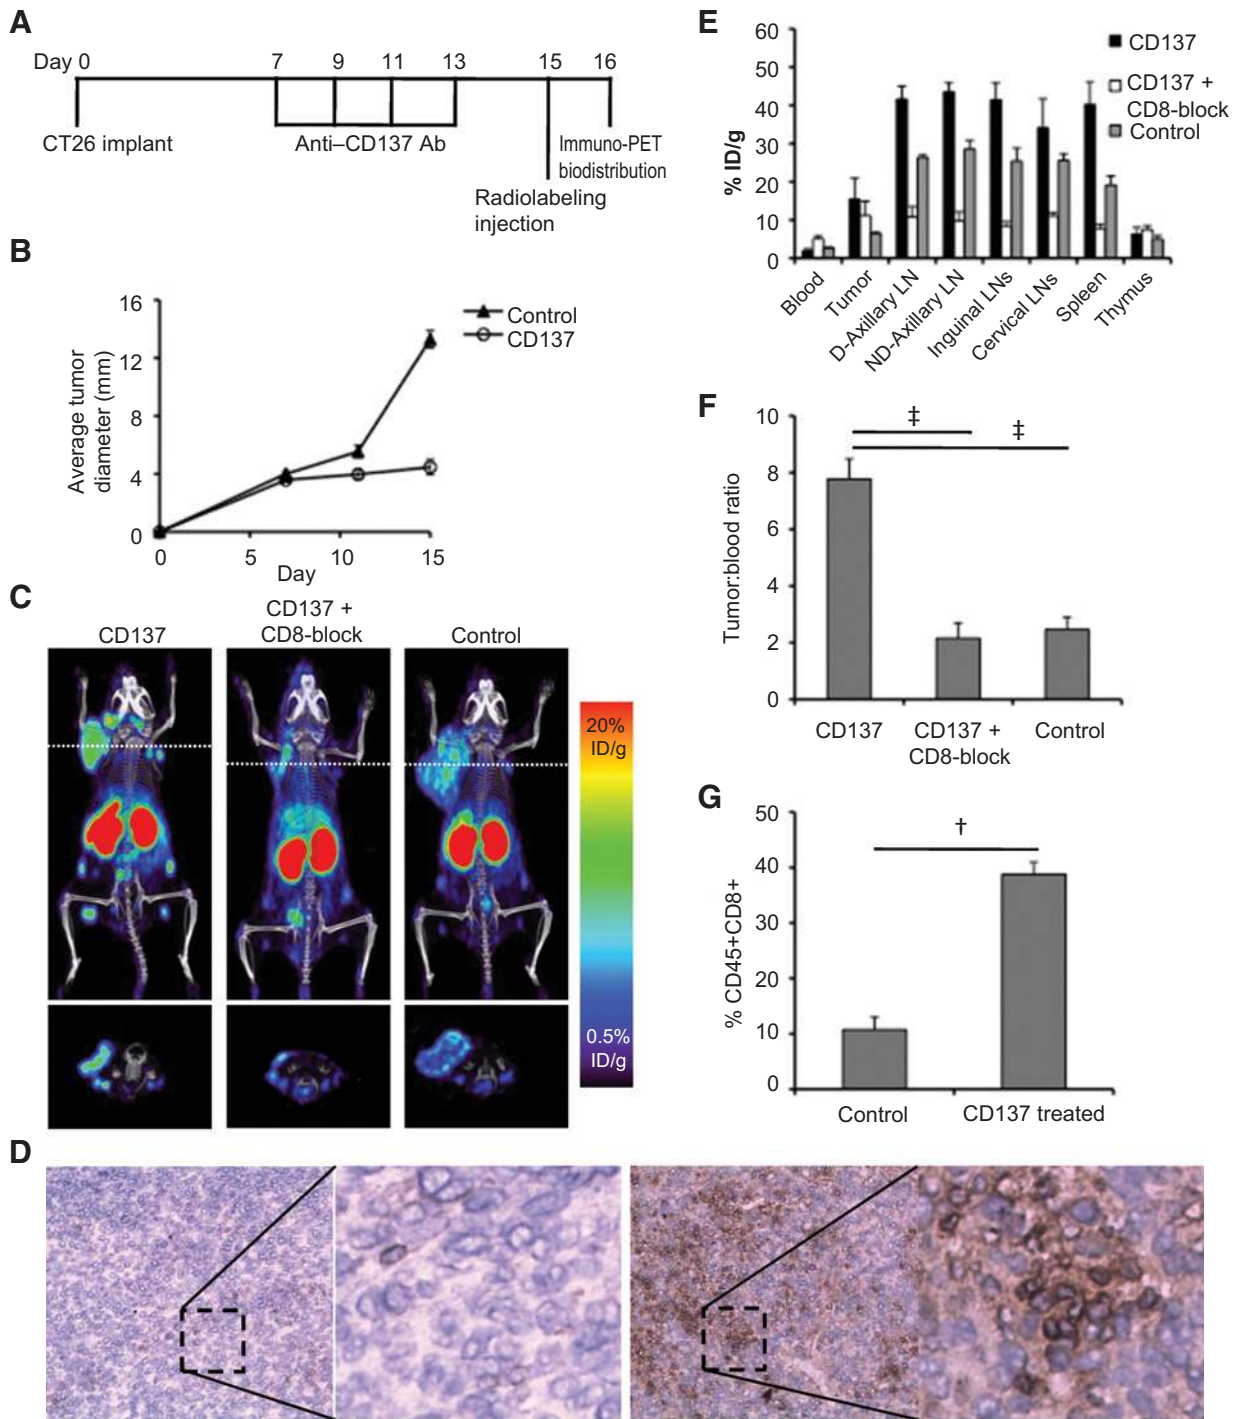 A
Day 0 7 9 11 13 15 16
CT26 implant
Anti–CD137 Ab
Immuno-PET
biodistribution
Radiolabeling
injection
B
16
12
8
4
0
Average tumor
diameter (mm)
Control
CD137
0 5 10 15
Day
C
CD137
CD137 +
CD8-block
Control
20%
ID/g
0.5%
ID/g
D
E
60
50
40
30
20
10
0
% ID/g
CD137
CD137 +
CD8-block
Control
Blood
Tumor
D-Axillary LN
ND-Axillary LN
Inguinal LNs
Cervical LNs
Spleen
Thymus
F
10
8
6
4
2
0
Tumor:blood ratio
‡
‡
CD137
CD137 +
CD8-block
Control
G
50
40
30
20
10
0
% CD45+CD8+
†
Control
CD137 treated